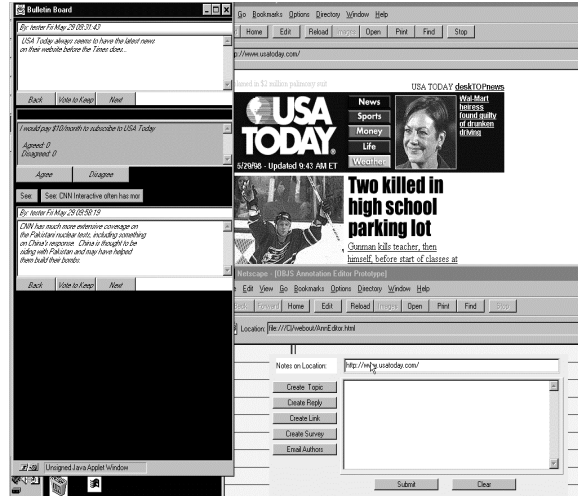 Bulletin Board
By: tester Fri May 29 08:31:43
USA Today always seems to have the latest news
on their website before the Times does...
Back Vote to Keep Next
I would pay $10/month to subscribe to USA Today
Agreed: 0
Disagreed: 0
Agree Disagree
See: See: CNN Interactive often has mor
By: tester Fri May 29 08:58:19
CNN has much more extensive coverage on
the Pakistani nuclear tests, including something
on China's response. China is thought to be
siding with Pakistan and may have helped
them build their bombs.
Back Vote to Keep Next
Unsigned Java Applet Window
Go Bookmarks Options Directory Window Help
Home Edit Reload Images Open Print Find Stop
p://www.usatoday.com/
USA TODAY deskTOPnews
USA
TODAY.
5/29/98 - Updated 9:43 AM ET
News
Sports
Money
Life
Weather
Wal-Mart
heiress
found guilty
of drunken
driving
Two killed in
high school
parking lot
Gunman kills teacher, then
himself, before start of classes at
Netscape - [OBJS Annotation Editor Prototype]
Edit View Go Bookmarks Options Directory Window Help
Back Forward Home Edit Reload Images Open Print Find Stop
Location: file:///C|/webout/AnnEditor.html
Notes on Location: http://www.usatoday.com/
Create Topic
Create Reply
Create Link
Create Survey
Email Authors
Submit Clear